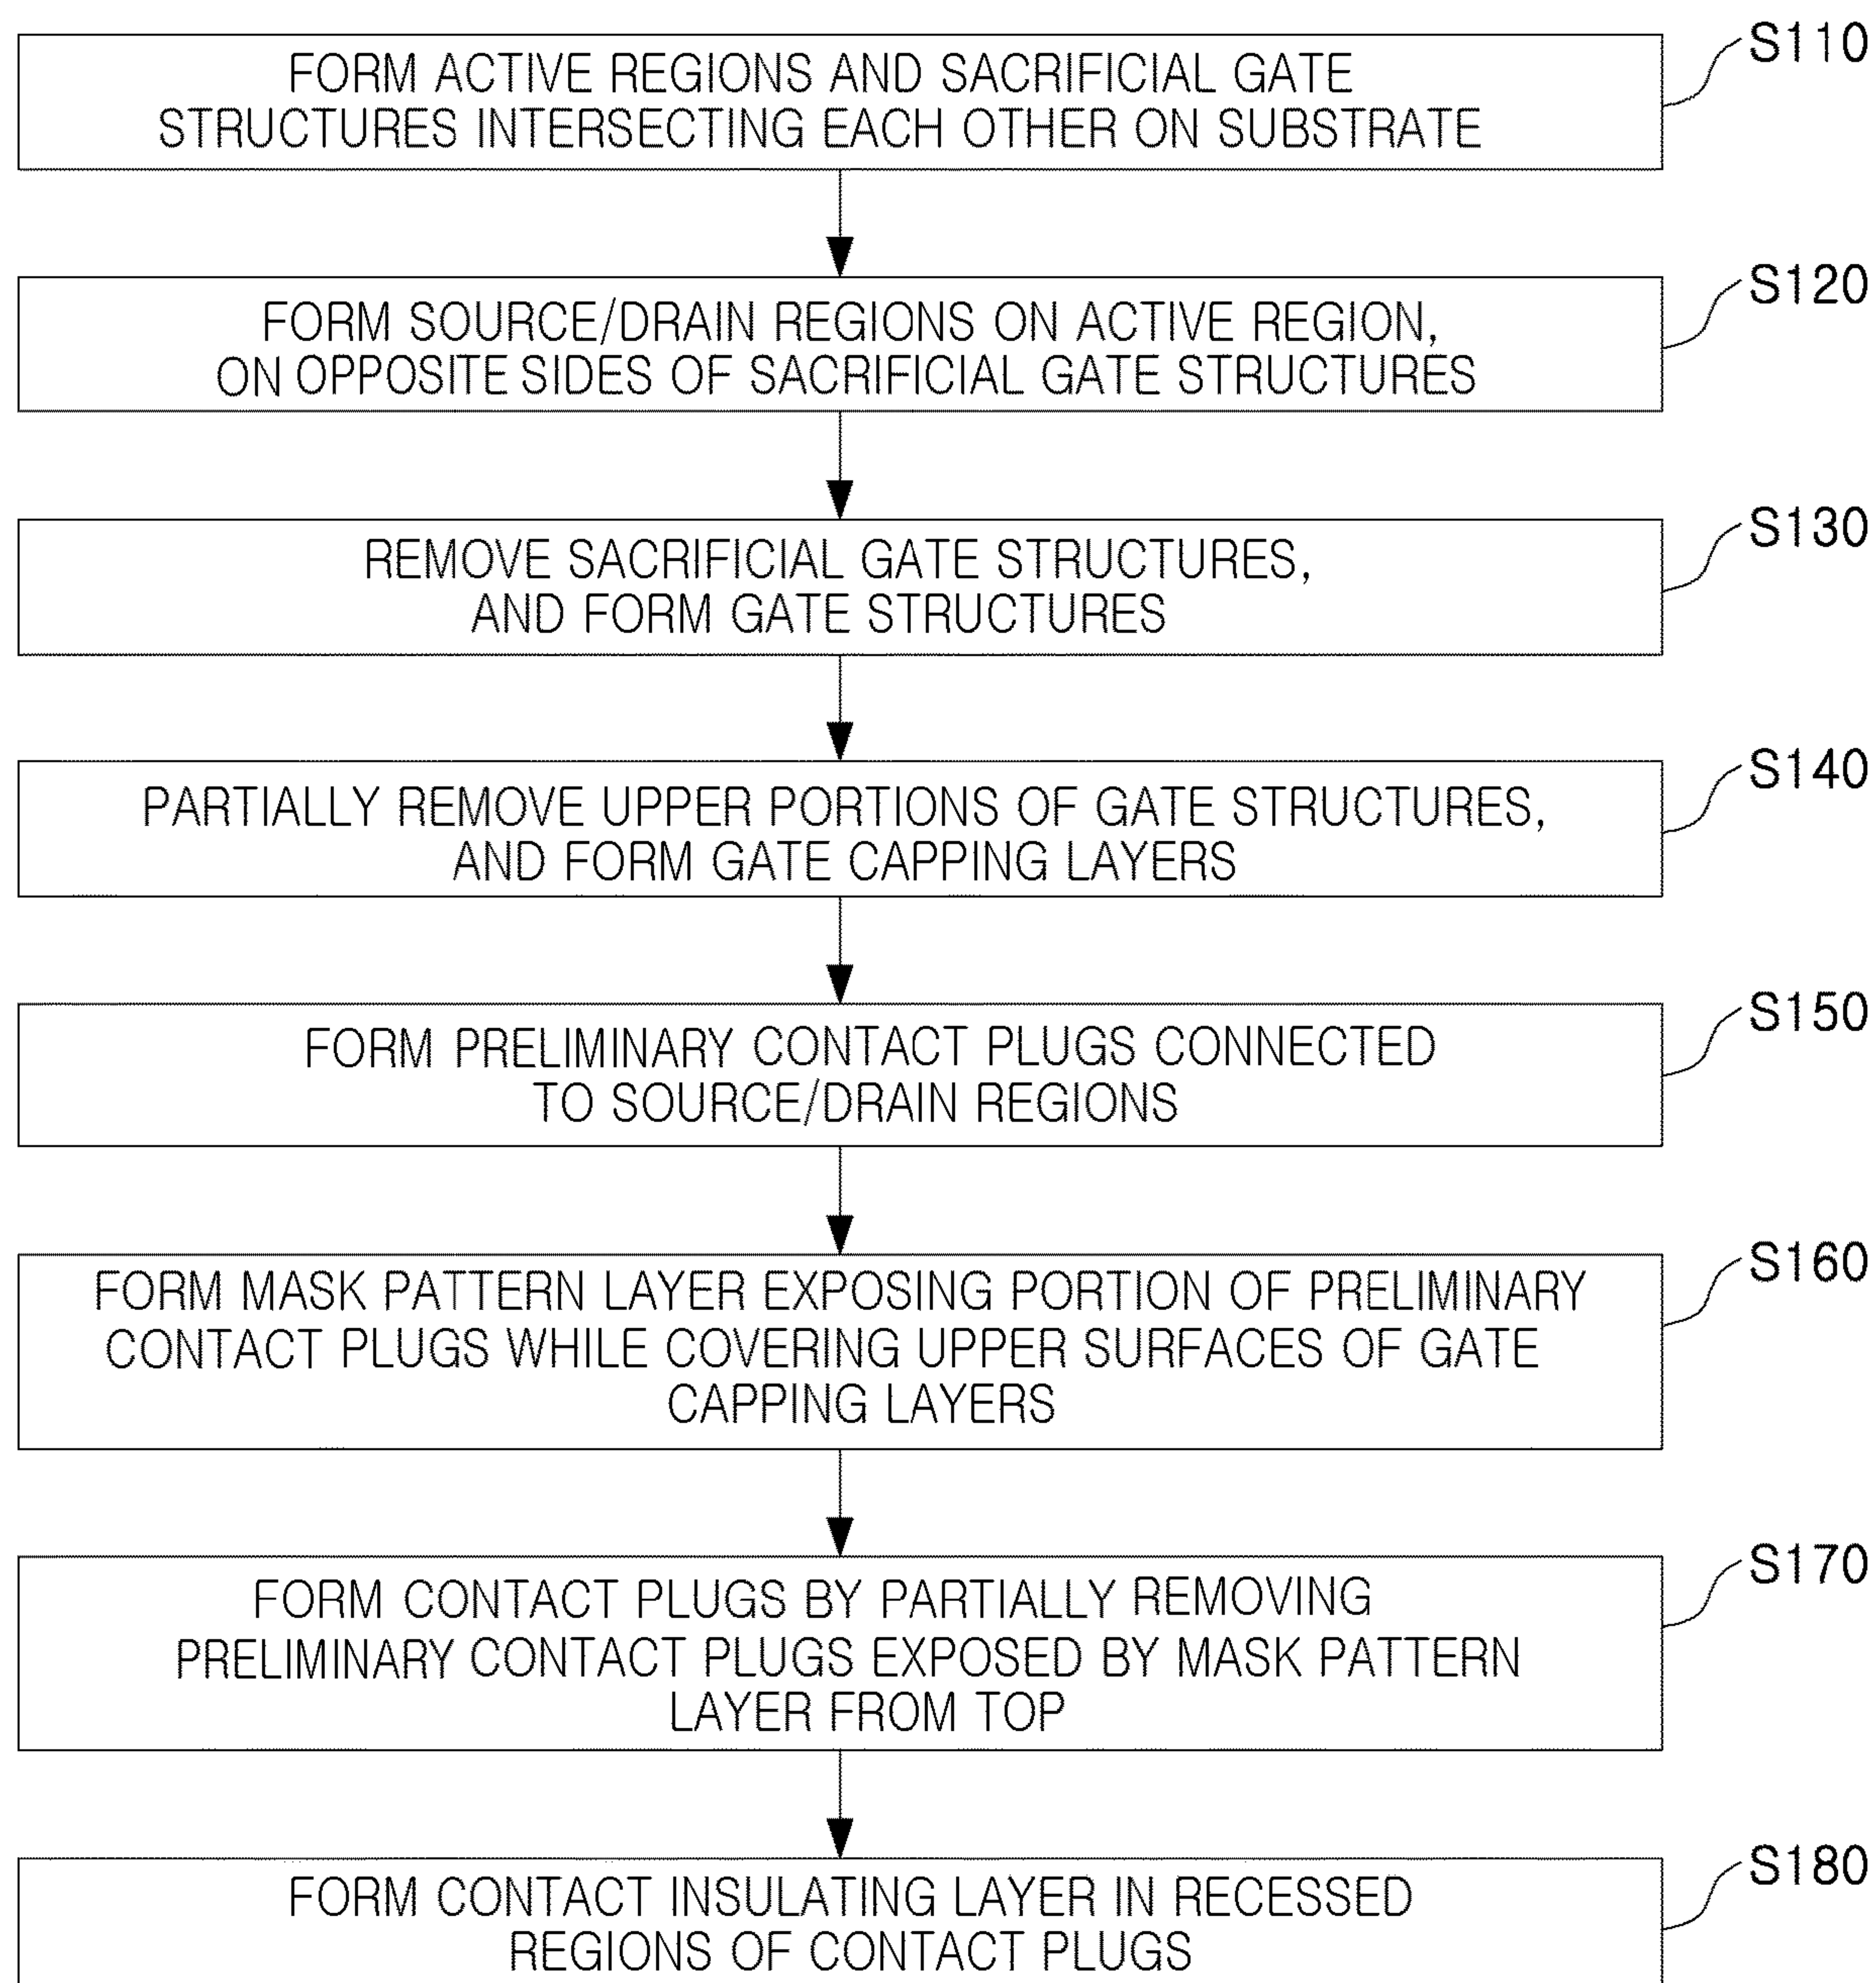 S110
FORM ACTIVE REGIONS AND SACRIFICIAL GATE
STRUCTURES INTERSECTING EACH OTHER ON SUBSTRATE
S120
FORM SOURCE/DRAIN REGIONS ON ACTIVE REGION,
ON OPPOSITE SIDES OF SACRIFICIAL GATE STRUCTURES
S130
REMOVE SACRIFICIAL GATE STRUCTURES,
AND FORM GATE STRUCTURES
S140
PARTIALLY REMOVE UPPER PORTIONS OF GATE STRUCTURES,
AND FORM GATE CAPPING LAYERS
S150
FORM PRELIMINARY CONTACT PLUGS CONNECTED
TO SOURCE/DRAIN REGIONS
S160
FORM MASK PATTERN LAYER EXPOSING PORTION OF PRELIMINARY
CONTACT PLUGS WHILE COVERING UPPER SURFACES OF GATE
CAPPING LAYERS
S170
FORM CONTACT PLUGS BY PARTIALLY REMOVING
PRELIMINARY CONTACT PLUGS EXPOSED BY MASK PATTERN
LAYER FROM TOP
S180
FORM CONTACT INSULATING LAYER IN RECESSED
REGIONS OF CONTACT PLUGS